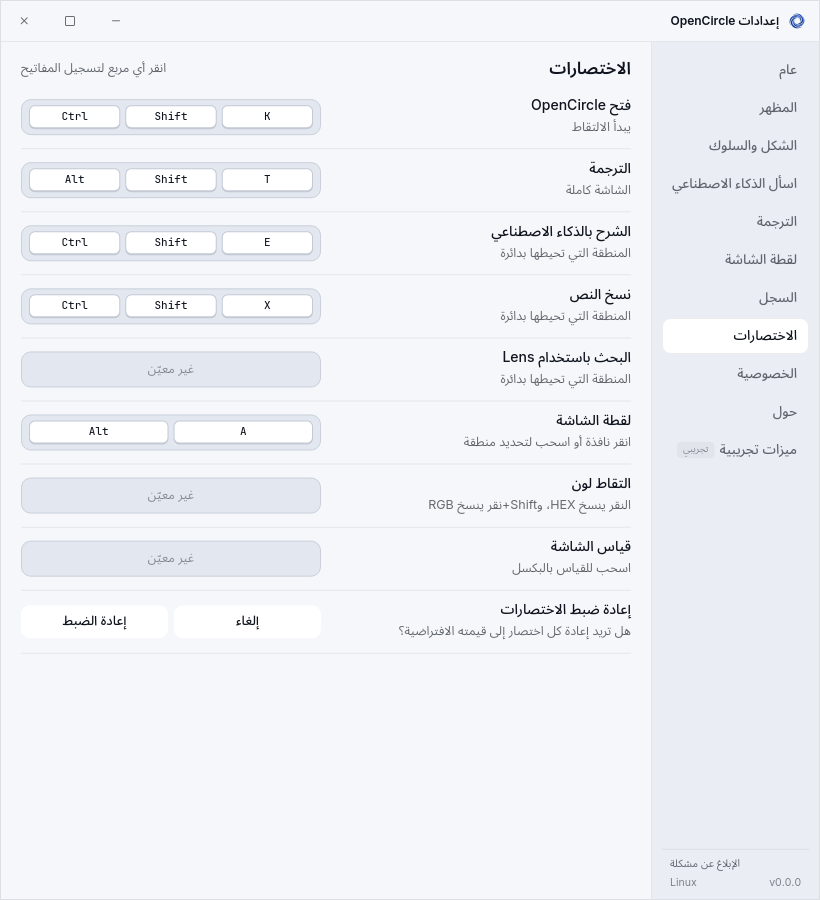 إعدادات OpenCircle
عام
المظهر
الشكل والسلوك
اسأل الذكاء الاصطناعي
الترجمة
لقطة الشاشة
السجل
الاختصارات
الخصوصية
حول
ميزات تجريبية تجريبي
الإبلاغ عن مشكلة
v0.0.0 Linux
الاختصارات
انقر أي مربع لتسجيل المفاتيح
فتح OpenCircle
يبدأ الالتقاط
Ctrl Shift K
الترجمة
الشاشة كاملة
Alt Shift T
الشرح بالذكاء الاصطناعي
المنطقة التي تحيطها بدائرة
Ctrl Shift E
نسخ النص
المنطقة التي تحيطها بدائرة
Ctrl Shift X
البحث باستخدام Lens
المنطقة التي تحيطها بدائرة
غير معيّن
لقطة الشاشة
انقر نافذة أو اسحب لتحديد منطقة
Alt A
التقاط لون
النقر ينسخ HEX، وShift+نقر ينسخ RGB
غير معيّن
قياس الشاشة
اسحب للقياس بالبكسل
غير معيّن
إعادة ضبط الاختصارات
هل تريد إعادة كل اختصار إلى قيمته الافتراضية؟
إلغاء
إعادة الضبط